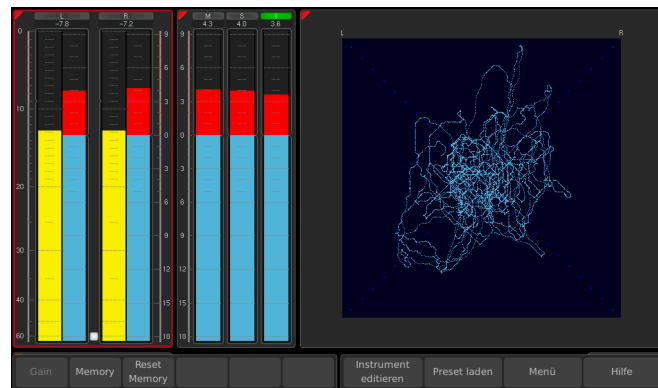 L R
-7.8 -7.2
M S I
4.3 4.0 3.6
L R
0 9 9
6 6
10 3 3
0 0
20 3 3
6 6
30 9 9
12 12
40 15 15
60 18 18
Gain Memory Reset Memory Instrument editieren Preset laden Menü Hilfe